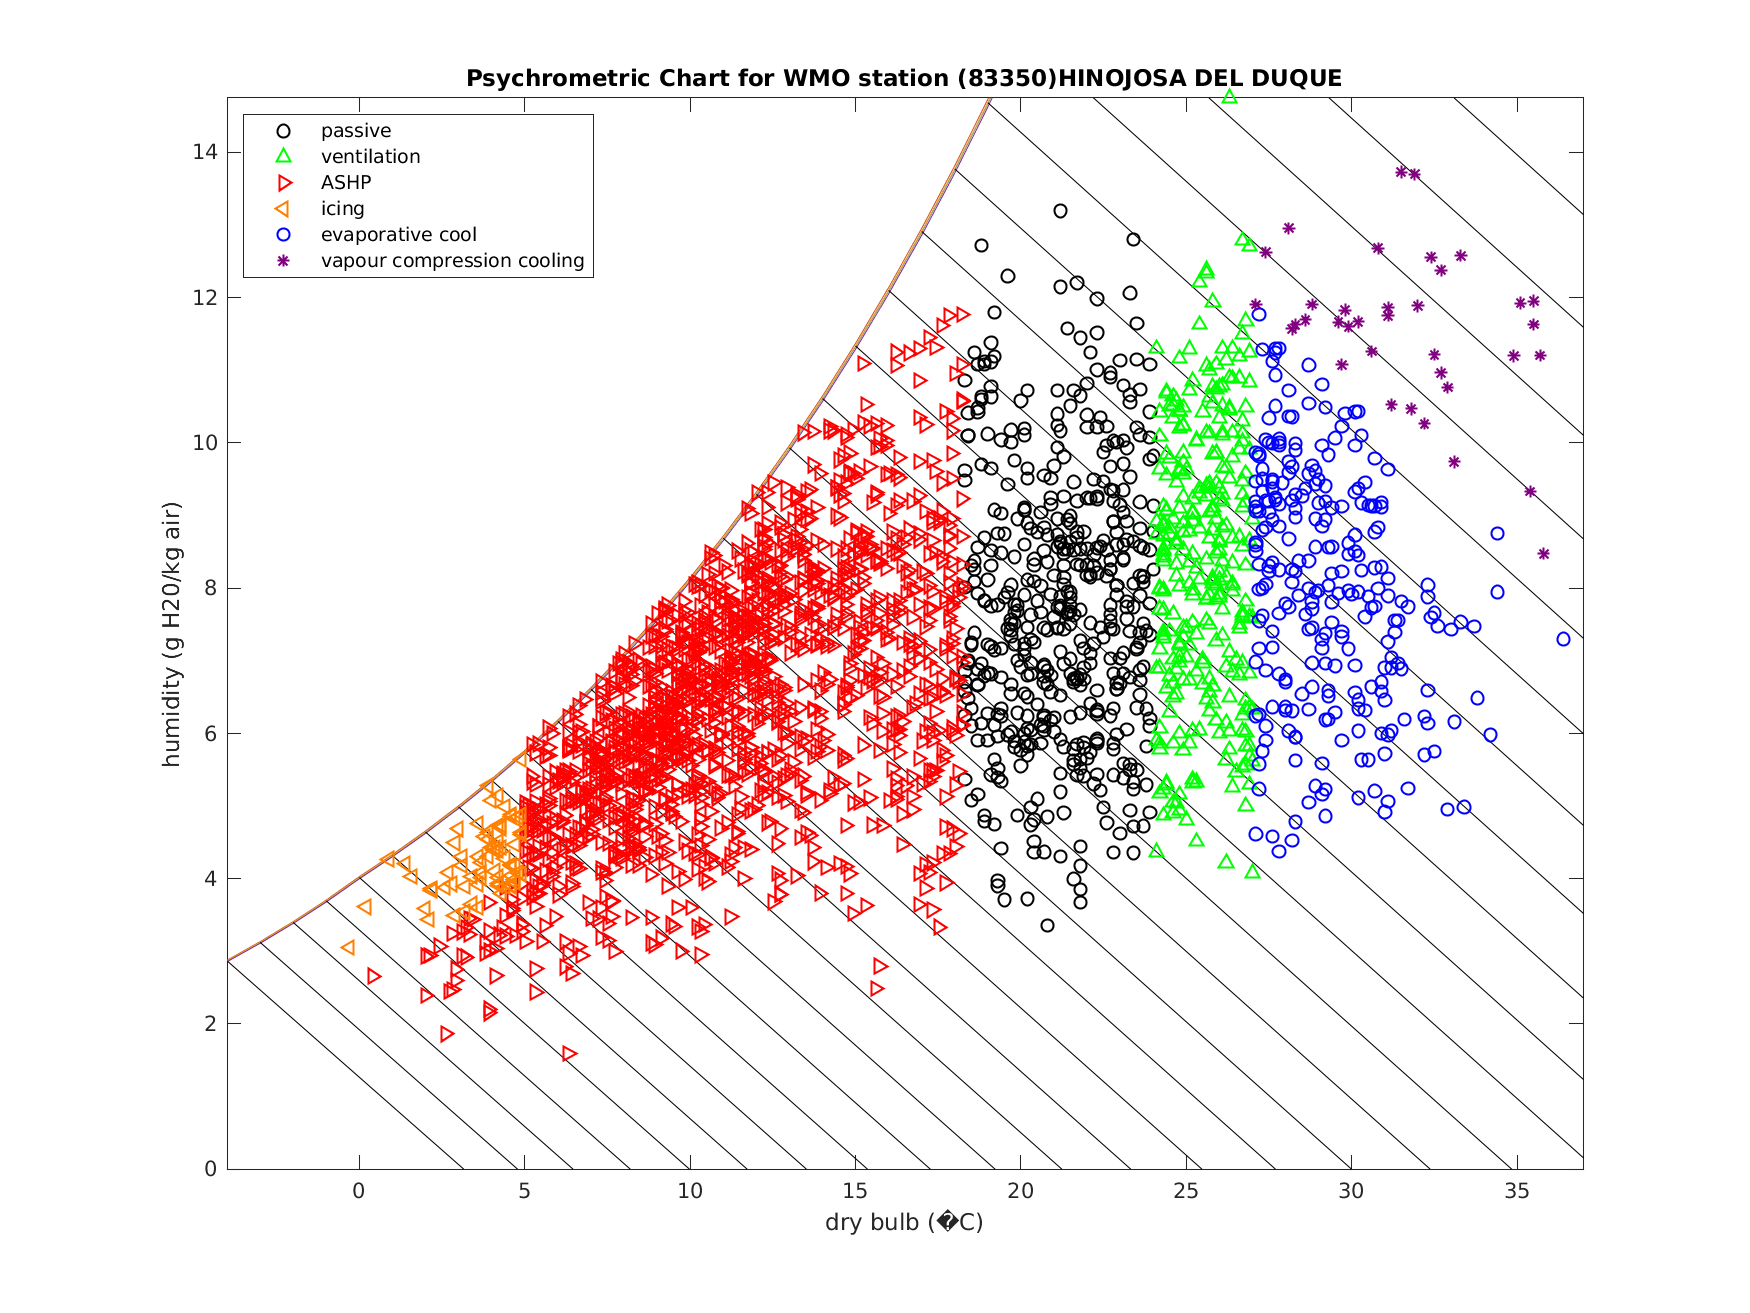 Psychrometric Chart for WMO station (83350)HINOJOSA DEL DUQUE
passive
ventilation
ASHP
icing
evaporative cool
vapour compression cooling
humidity (g H20/kg air)
14
12
10
8
6
4
2
0
0 5 10 15 20 25 30 35
dry bulb (�C)